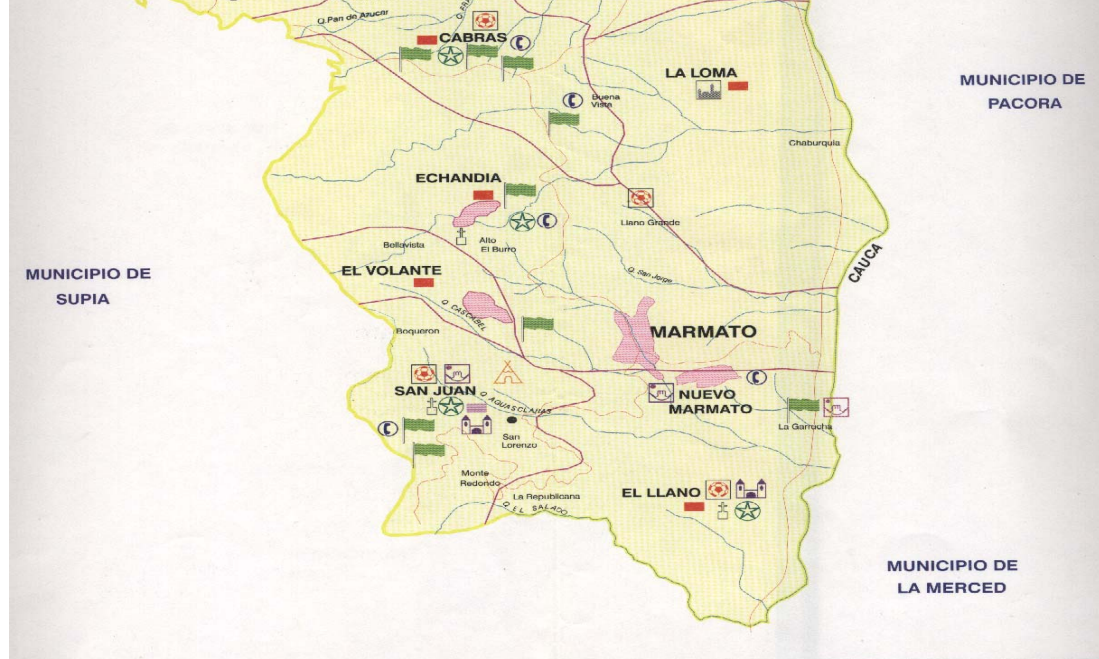 Q. Pan de Azucar
CABRAS
LA LOMA
MUNICIPIO DE
PACORA
Buena
Vista
Chaburquia
ECHANDIA
Llano Grande
Alto
El Burro
Bellavista
CAUCA
MUNICIPIO DE
SUPIA
EL VOLANTE
Q. San Jorge
Q. CASCABEL
Boqueron
MARMATO
SAN JUAN
Q. AGUASCLARAS
NUEVO
MARMATO
La Garrucha
San
Lorenzo
Monte
Redondo
La Republicana
Q. EL SALADO
EL LLANO
MUNICIPIO DE
LA MERCED